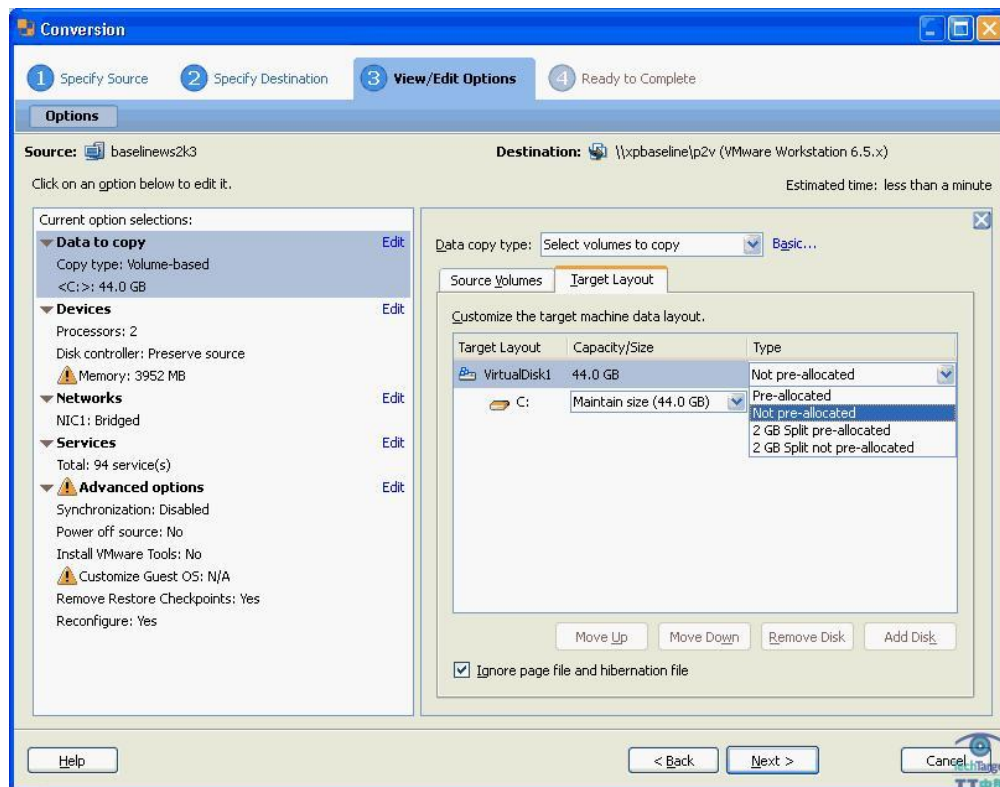 Conversion
1 Specify Source 2 Specify Destination 3 View/Edit Options 4 Ready to Complete
Options
Source: baselinews2k3 Destination: \\xpbaseline\p2v (VMware Workstation 6.5.x)
Click on an option below to edit it. Estimated time: less than a minute
Current option selections:
Data to copy Edit
Copy type: Volume-based
<C:>: 44.0 GB
Devices Edit
Processors: 2
Disk controller: Preserve source
Memory: 3952 MB
Networks Edit
NIC1: Bridged
Services Edit
Total: 94 service(s)
Advanced options Edit
Synchronization: Disabled
Power off source: No
Install VMware Tools: No
Customize Guest OS: N/A
Remove Restore Checkpoints: Yes
Reconfigure: Yes
Data copy type: Select volumes to copy Basic...
Source Volumes Target Layout
Customize the target machine data layout.
Target Layout Capacity/Size Type
VirtualDisk1 44.0 GB Not pre-allocated
C: Maintain size (44.0 GB)
Pre-allocated
Not pre-allocated
2 GB Split pre-allocated
2 GB Split not pre-allocated
Move Up Move Down Remove Disk Add Disk
Ignore page file and hibernation file
Help < Back Next > Cancel